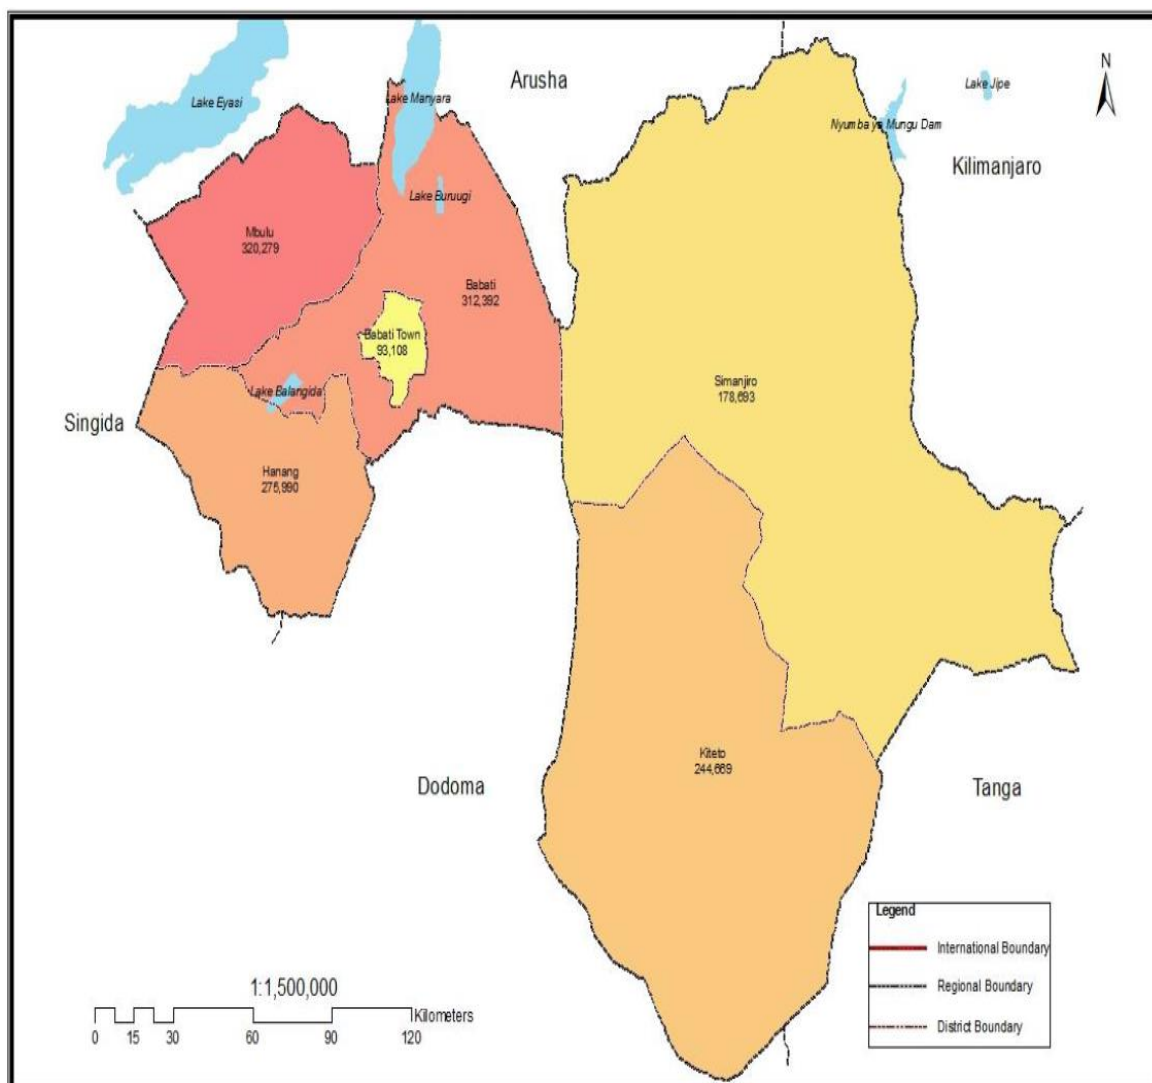 Arusha
N
Lake Eyasi
Lake Manyara
Lake Jipe
Nyumba ya Mungu Dam
Kilimanjaro
Lake Buruugi
Mbulu
320,279
Babati
312,392
Babati Town
93,108
Simanjiro
178,693
Lake Balangida
Singida
Hanang
275,990
Kiteto
244,669
Dodoma
Tanga
Legend
International Boundary
Regional Boundary
District Boundary
1:1,500,000
Kilometers
0 15 30 60 90 120